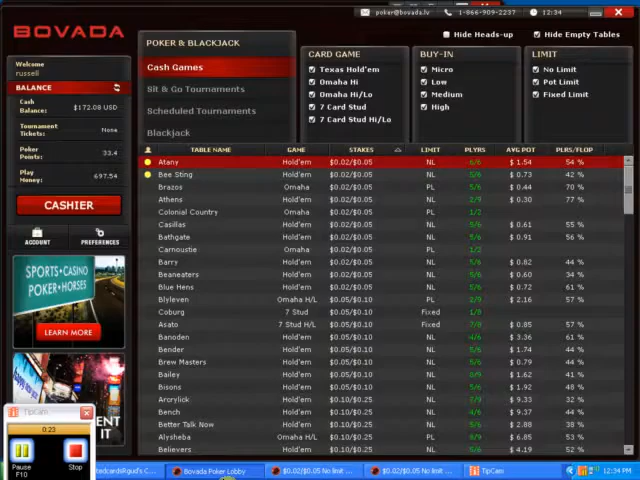 poker@bovada.lv 1-866-909-2237 12:34
BOVADA
Hide Heads-up Hide Empty Tables
Welcome
russell
BALANCE
Cash Balance: $172.08 USD
Tournament Tickets: None
Poker Points: 33.4
Play Money: 697.54
CASHIER
ACCOUNT PREFERENCES
SPORTS•CASINO
POKER•HORSES
LEARN MORE
POKER & BLACKJACK
Cash Games
Sit & Go Tournaments
Scheduled Tournaments
Blackjack
CARD GAME
Texas Hold'em
Omaha Hi
Omaha Hi/Lo
7 Card Stud
7 Card Stud Hi/Lo
BUY-IN
Micro
Low
Medium
High
LIMIT
No Limit
Pot Limit
Fixed Limit
TABLE NAME GAME STAKES LIMIT PLYRS AVG POT PLRS/FLOP
Atany Hold'em $0.02/$0.05 NL 6/6 $ 1.54 54 %
Bee Sting Hold'em $0.02/$0.05 NL 5/6 $ 0.73 42 %
Brazos Omaha $0.02/$0.05 PL 5/6 $ 0.44 70 %
Athens Hold'em $0.02/$0.05 NL 2/9 $ 0.30 77 %
Colonial Country Omaha $0.02/$0.05 PL 1/2
Casillas Hold'em $0.02/$0.05 NL 5/6 $ 0.61 55 %
Bathgate Hold'em $0.02/$0.05 NL 5/6 $ 0.91 56 %
Carnoustie Omaha $0.02/$0.05 PL 1/2
Barry Hold'em $0.02/$0.05 NL 5/6 $ 0.82 44 %
Beaneaters Hold'em $0.02/$0.05 NL 5/6 $ 0.60 34 %
Blue Hens Hold'em $0.02/$0.05 NL 5/6 $ 0.72 61 %
Blyleven Omaha H/L $0.05/$0.10 PL 2/9 $ 2.16 57 %
Coburg 7 Stud $0.05/$0.10 Fixed 1/8
Asato 7 Stud H/L $0.05/$0.10 Fixed 7/8 $ 0.85 57 %
Banoden Hold'em $0.05/$0.10 NL 4/6 $ 3.36 61 %
Bender Hold'em $0.05/$0.10 NL 5/6 $ 1.74 44 %
Brew Masters Hold'em $0.05/$0.10 NL 5/6 $ 0.79 44 %
Bailey Hold'em $0.05/$0.10 NL $ 1.62 41 %
Bisons Hold'em $0.05/$0.10 NL 5/6 $ 1.92 48 %
Arcrylick Hold'em $0.10/$0.25 NL 7/9 $ 9.33 32 %
Bench Hold'em $0.10/$0.25 NL 4/6 $ 9.37 44 %
Better Talk Now Hold'em $0.10/$0.25 NL 5/6 $ 2.88 38 %
Alysheba Omaha H/L $0.10/$0.25 PL 8/9 $ 6.85 53 %
Believers Hold'em $0.10/$0.25 NL 5/6 $ 4.19 52 %
TipCam
0:23
Pause
F10
Stop
Bovada Poker Lobby $0.02/$0.05 No limit ... $0.02/$0.05 No limit ... TipCam 12:34 PM